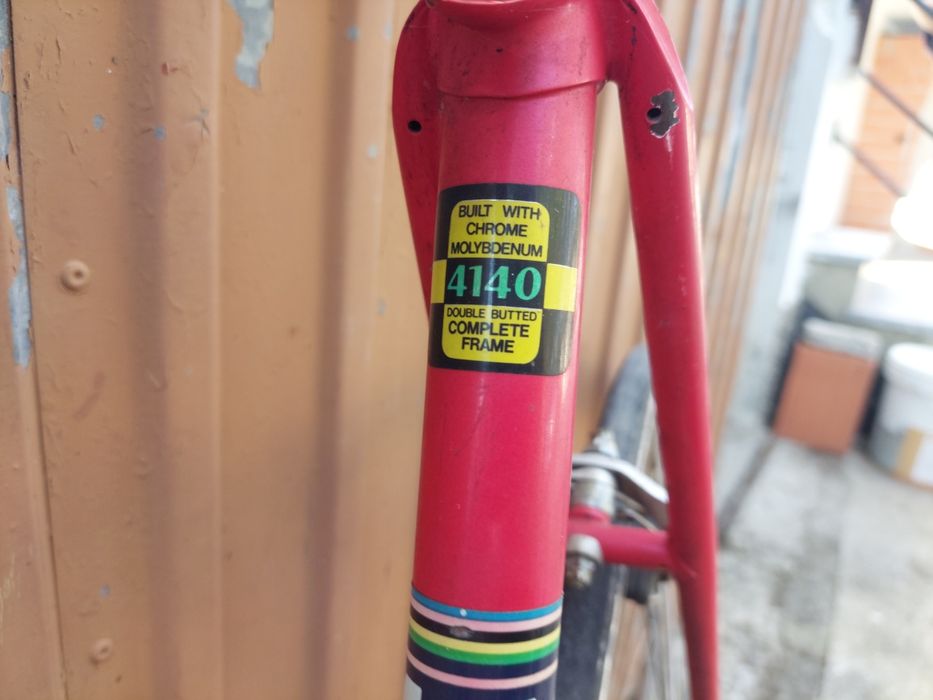 BUILT WITH
CHROME
MOLYBDENUM
4140
DOUBLE BUTTED
COMPLETE
FRAME